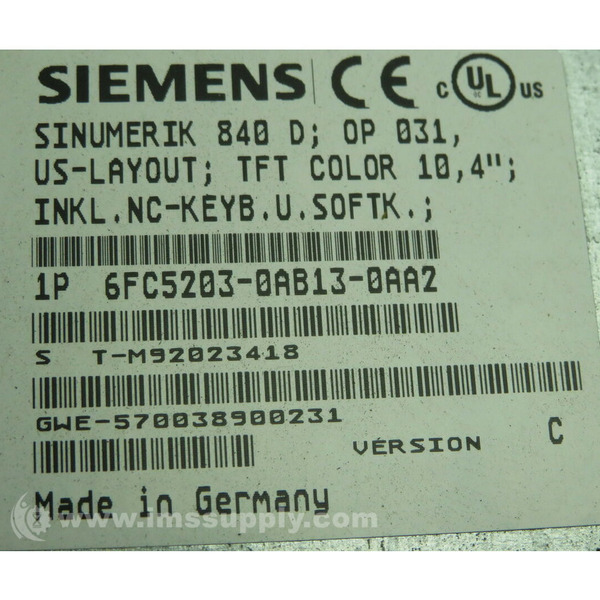 SIEMENS CE c UL us
SINUMERIK 840 D; OP 031,
US-LAYOUT; TFT COLOR 10,4";
INKL.NC-KEYB.U.SOFTK.;
1P 6FC5203-0AB13-0AA2
S T-M92023418
GWE-570038900231
VERSION C
Made in Germany
www.imssupply.com